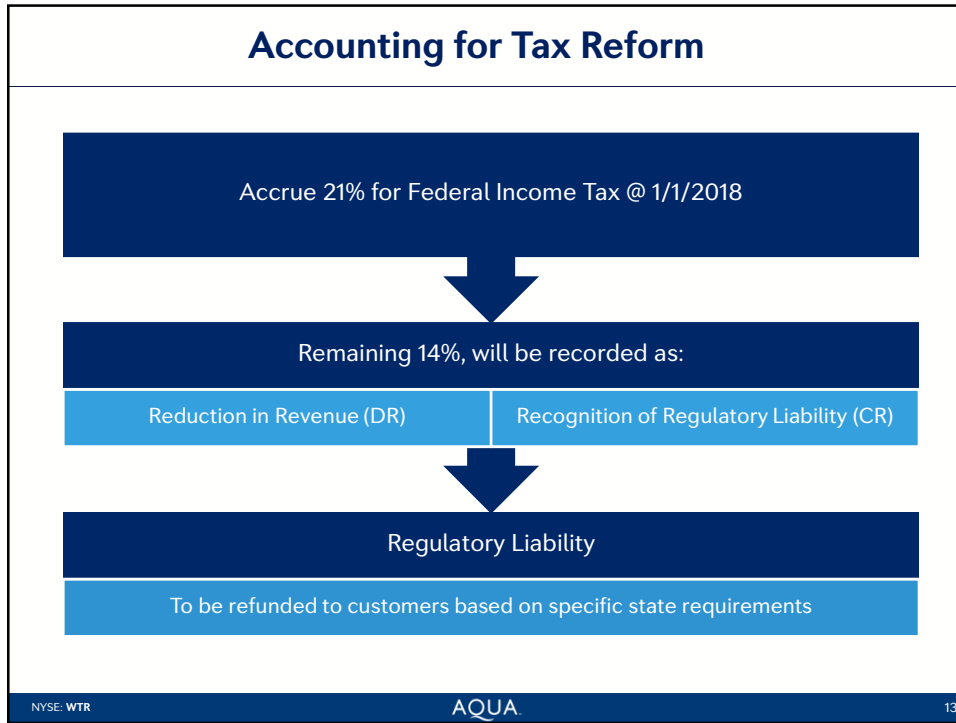 Accounting for Tax Reform
Accrue 21% for Federal Income Tax @ 1/1/2018
Remaining 14%, will be recorded as:
Reduction in Revenue (DR)
Recognition of Regulatory Liability (CR)
Regulatory Liability
To be refunded to customers based on specific state requirements
NYSE: WTR
AQUA.
13